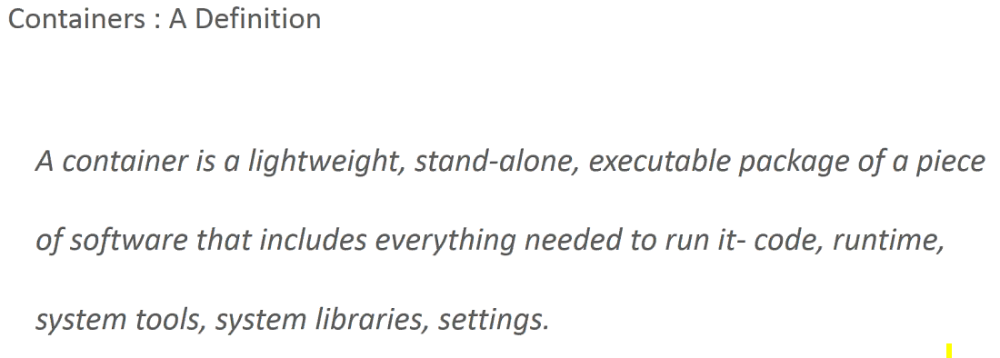 Containers : A Definition
A container is a lightweight, stand-alone, executable package of a piece
of software that includes everything needed to run it- code, runtime,
system tools, system libraries, settings.